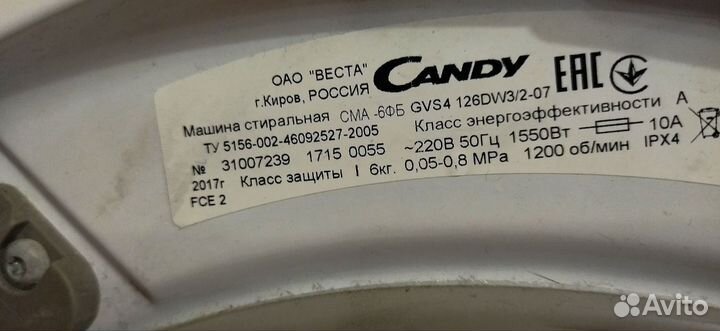 ОАО "ВЕСТА" CANDY EAC
г.Киров, РОССИЯ
Машина стиральная СМА -6ФБ GVS4 126DW3/2-07
ТУ 5156-002-46092527-2005 Класс энергоэффективности А
№ 31007239 1715 0055 ~220В 50Гц 1550Вт 10А
2017г Класс защиты I 6кг. 0,05-0,8 MPa 1200 об/мин IPX4
FCE 2
Avito